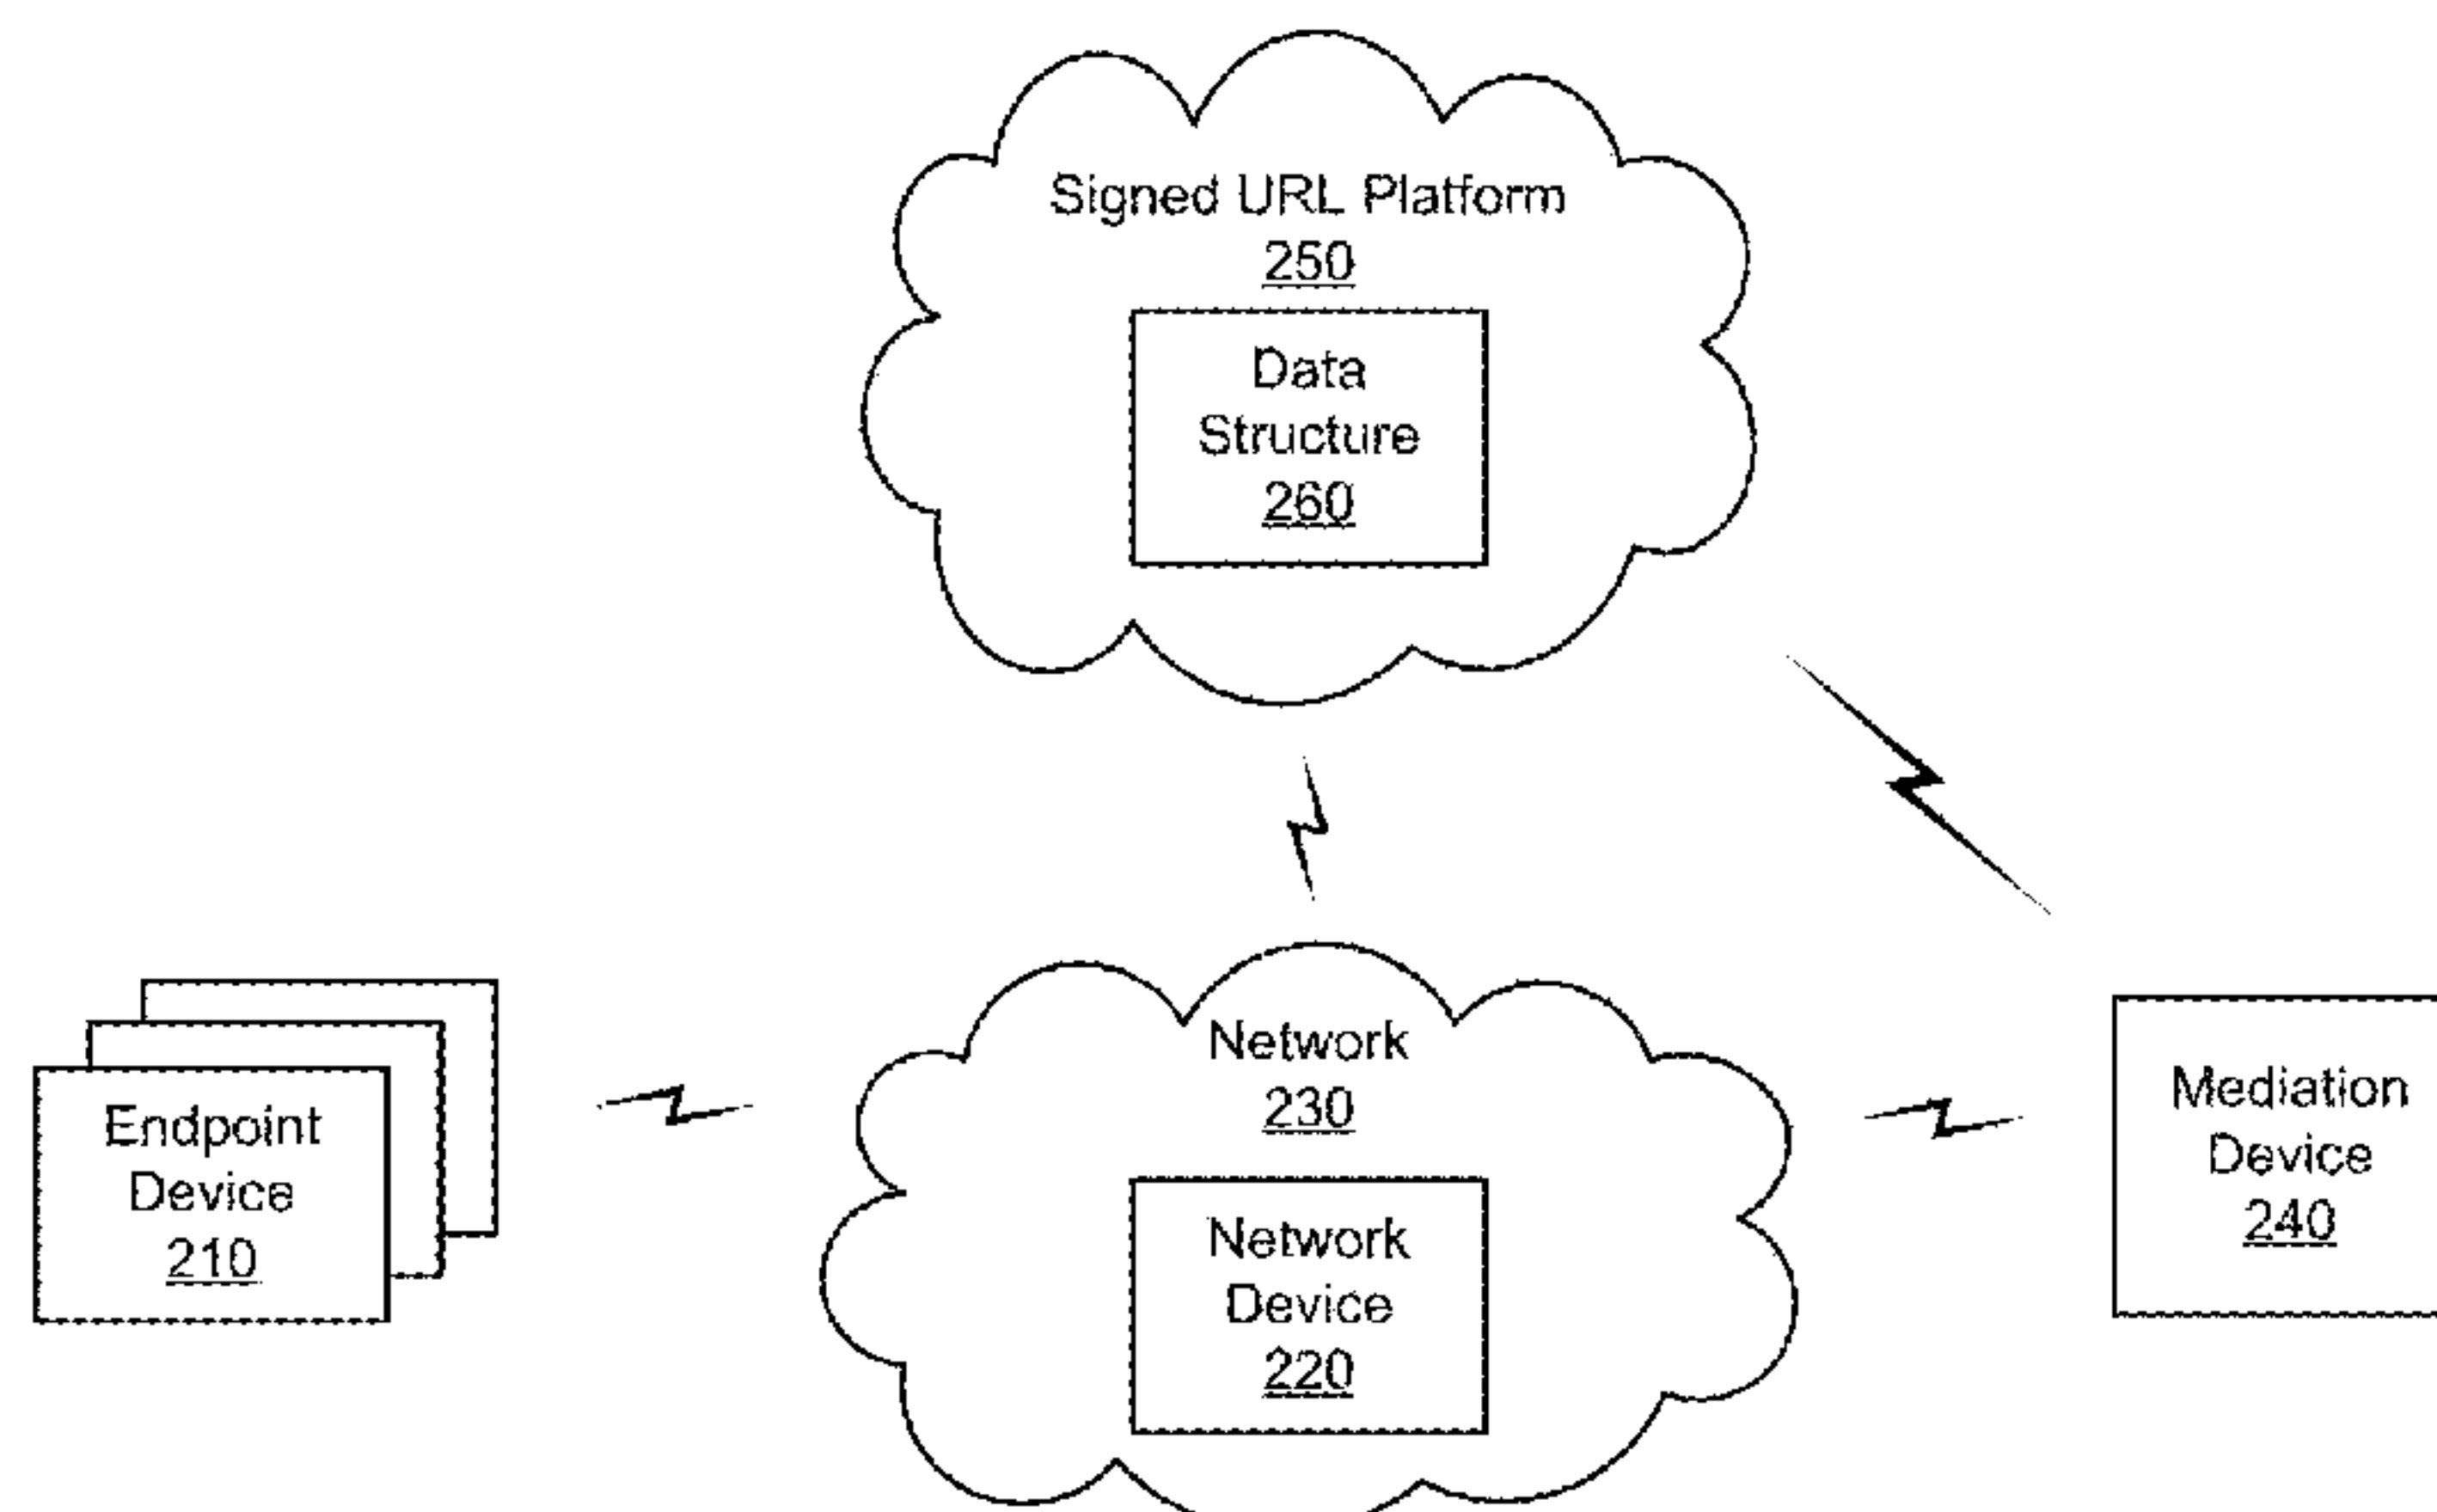 Signed URL Platform
250
Data
Structure
260
Network
230
Endpoint
Device
210
Network
Device
220
Mediation
Device
240